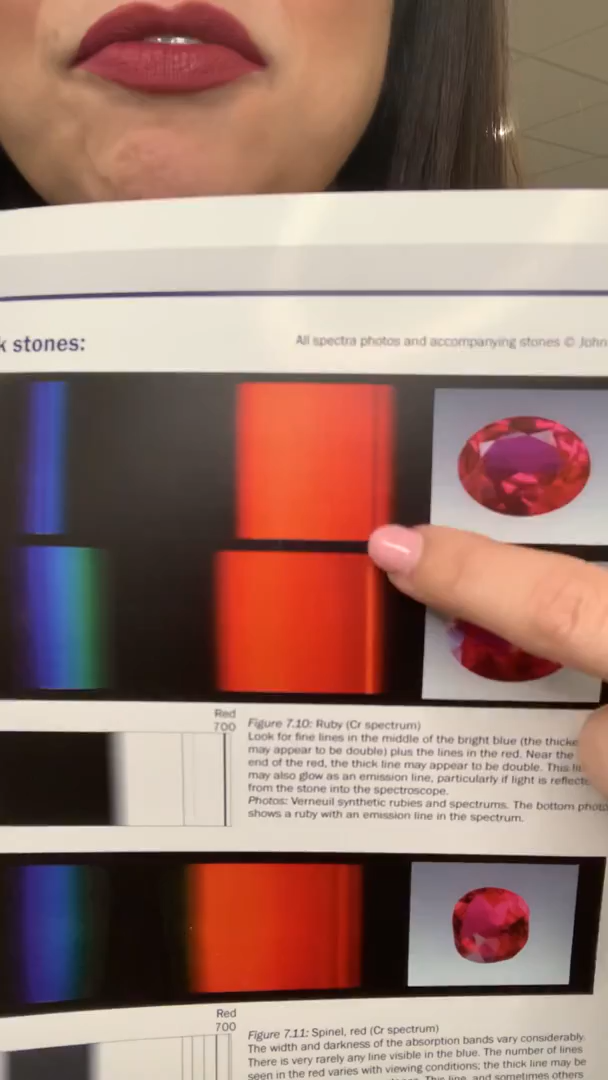 k stones:
All spectra photos and accompanying stones © John
Red
700
Figure 7.10: Ruby (Cr spectrum)
Look for fine lines in the middle of the bright blue (the thicke
may appear to be double) plus the lines in the red. Near the
end of the red, the thick line may appear to be double. This li
may also glow as an emission line, particularly if light is reflecte
from the stone into the spectroscope.
Photos: Verneuil synthetic rubies and spectrums. The bottom photo
shows a ruby with an emission line in the spectrum.
Red
700
Figure 7.11: Spinel, red (Cr spectrum)
The width and darkness of the absorption bands vary considerably.
There is very rarely any line visible in the blue. The number of lines
seen in the red varies with viewing conditions; the thick line may be
This line, and sometimes others